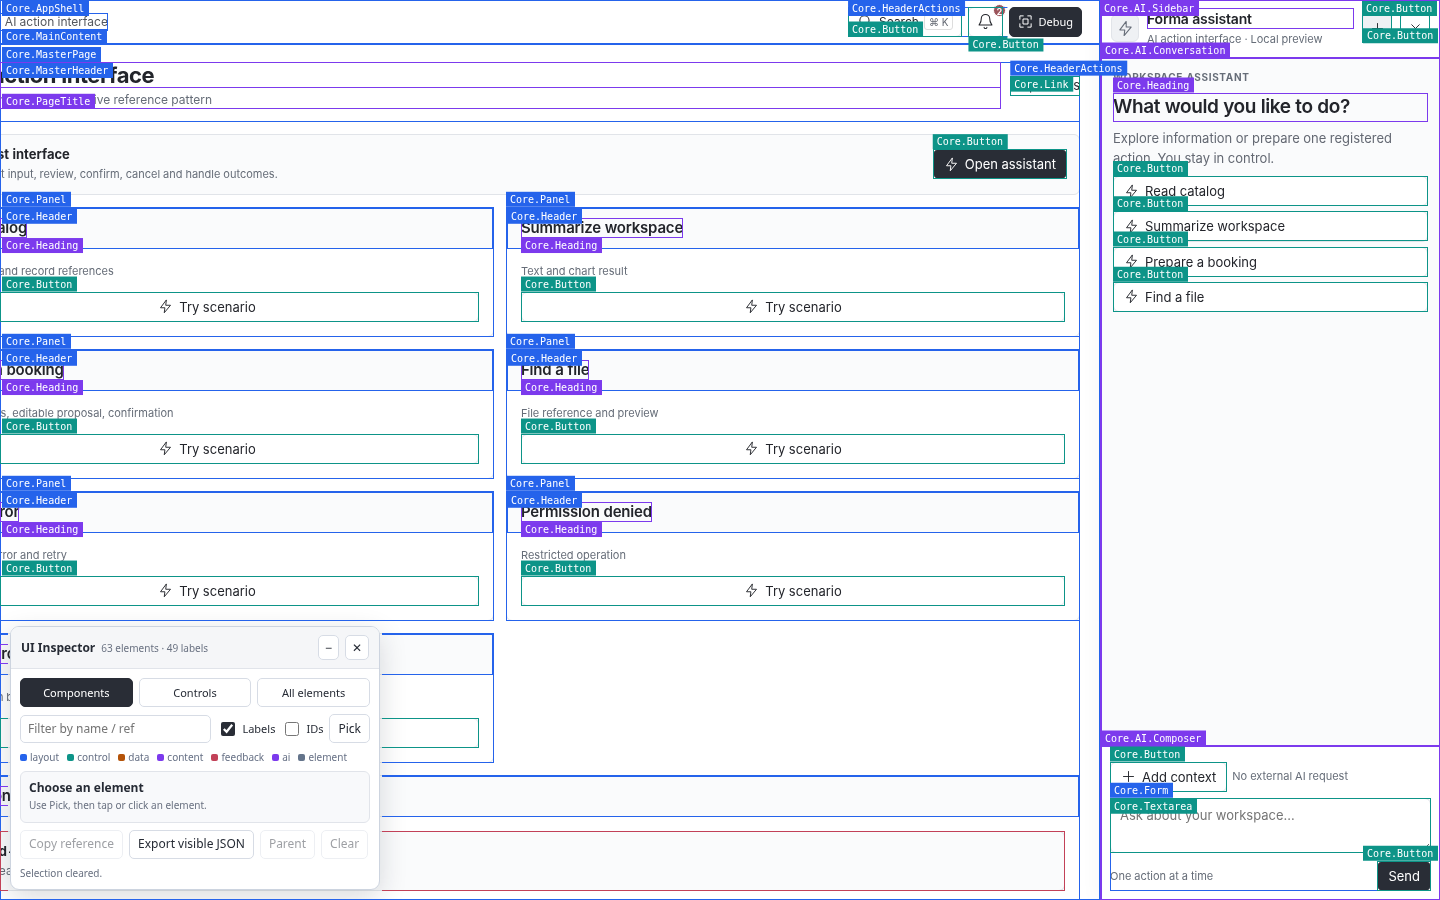 Core.AppShell
AI action interface
Core.MainContent
Core.HeaderActions
Search
⌘ K
Core.Button
2
Core.Button
Debug
Core.MasterPage
Core.MasterHeader
ction interface
Core.PageTitle
ve reference pattern
Core.HeaderActions
Core.Link
s
st interface
t input, review, confirm, cancel and handle outcomes.
Core.Button
Open assistant
Core.Panel
Core.Header
alog
Core.Heading
and record references
Core.Button
Try scenario
Core.Panel
Core.Header
Summarize workspace
Core.Heading
Text and chart result
Core.Button
Try scenario
Core.Panel
Core.Header
booking
Core.Heading
s, editable proposal, confirmation
Core.Button
Try scenario
Core.Panel
Core.Header
Find a file
Core.Heading
File reference and preview
Core.Button
Try scenario
Core.Panel
Core.Header
ror
Core.Heading
rror and retry
Core.Button
Try scenario
Core.Panel
Core.Header
Permission denied
Core.Heading
Restricted operation
Core.Button
Try scenario
UI Inspector 63 elements · 49 labels
− ✕
Components Controls All elements
Filter by name / ref Labels IDs Pick
layout control data content feedback ai element
Choose an element
Use Pick, then tap or click an element.
Copy reference Export visible JSON Parent Clear
Selection cleared.
Core.AI.Sidebar
Forma assistant
AI action interface · Local preview
Core.Button
Core.Button
Core.AI.Conversation
WORKSPACE ASSISTANT
Core.Heading
What would you like to do?
Explore information or prepare one registered
action. You stay in control.
Core.Button
Read catalog
Core.Button
Summarize workspace
Core.Button
Prepare a booking
Core.Button
Find a file
Core.AI.Composer
Core.Button
Add context No external AI request
Core.Form
Core.Textarea
Ask about your workspace...
Core.Button
One action at a time
Send